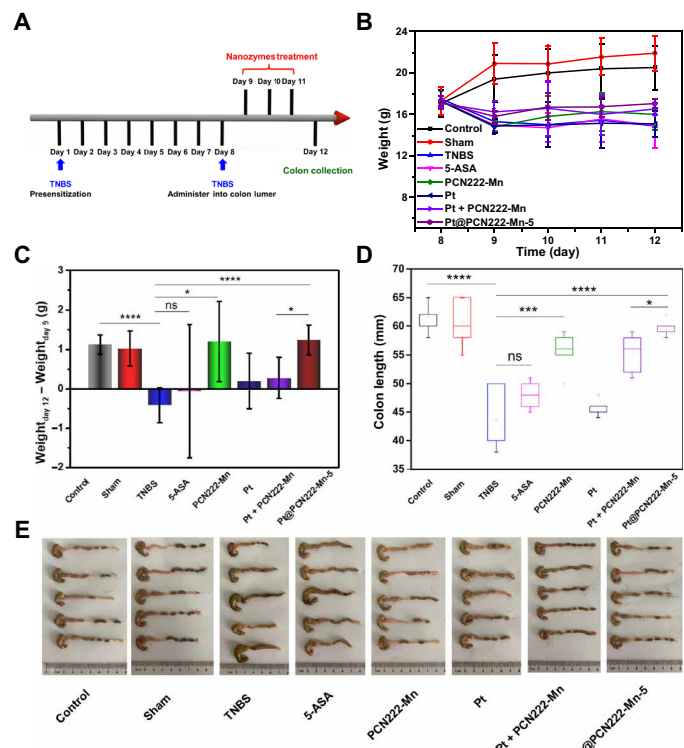 A
Nanozymes treatment
Day 9 Day 10 Day 11
Day 1 Day 2 Day 3 Day 4 Day 5 Day 6 Day 7 Day 8
Day 12
TNBS
Presensitization
TNBS
Administer into colon lumer
Colon collection
B
Weight (g)
24
20
16
12
8 9 10 11 12
Time (day)
Control
Sham
TNBS
5-ASA
PCN222-Mn
Pt
Pt + PCN222-Mn
Pt@PCN222-Mn-5
C
Weight day 12 – Weight day 9 (g)
3
2
1
0
−1
−2
****
ns
*
****
*
Control
Sham
TNBS
5-ASA
PCN222-Mn
Pt
Pt + PCN222-Mn
Pt@PCN222-Mn-5
D
Colon length (mm)
70
65
60
55
50
45
40
35
****
ns
***
****
*
Control
Sham
TNBS
5-ASA
PCN222-Mn
Pt
Pt + PCN222-Mn
Pt@PCN222-Mn-5
E
Control
Sham
TNBS
5-ASA
PCN222-Mn
Pt
Pt + PCN222-Mn
@PCN222-Mn-5